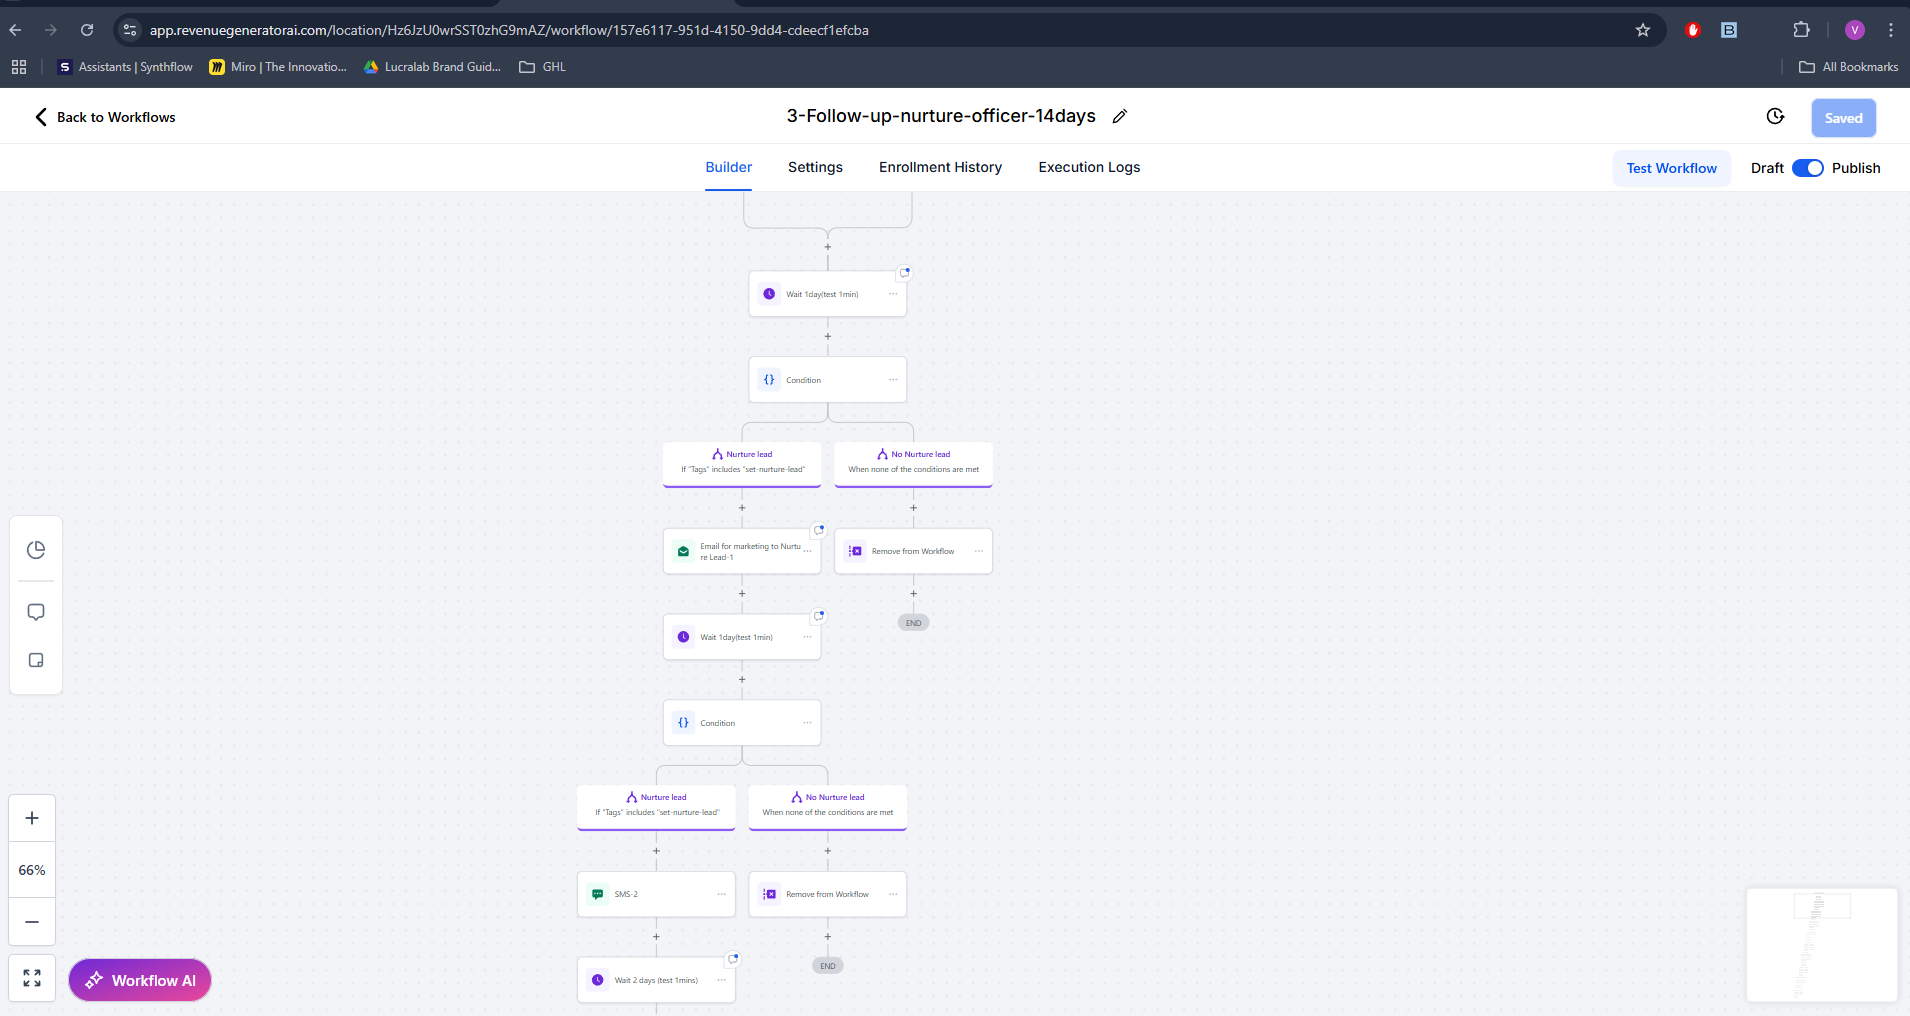 app.revenuegeneratorai.com/location/Hz6JzU0wrSST0zhG9mAZ/workflow/157e6117-951d-4150-9dd4-cdeecf1efcba
B
V
S Assistants | Synthflow
Miro | The Innovatio...
Lucralab Brand Guid...
GHL
All Bookmarks
Back to Workflows
3-Follow-up-nurture-officer-14days
Saved
Builder
Settings
Enrollment History
Execution Logs
Test Workflow
Draft
Publish
Wait 1day(test 1min)
Condition
Nurture lead
If "Tags" includes "set-nurture-lead"
No Nurture lead
When none of the conditions are met
Email for marketing to Nurtu
re Lead-1
Remove from Workflow
Wait 1day(test 1min)
END
Condition
Nurture lead
If "Tags" includes "set-nurture-lead"
No Nurture lead
When none of the conditions are met
SMS-2
Remove from Workflow
Wait 2 days (test 1mins)
END
66%
Workflow AI